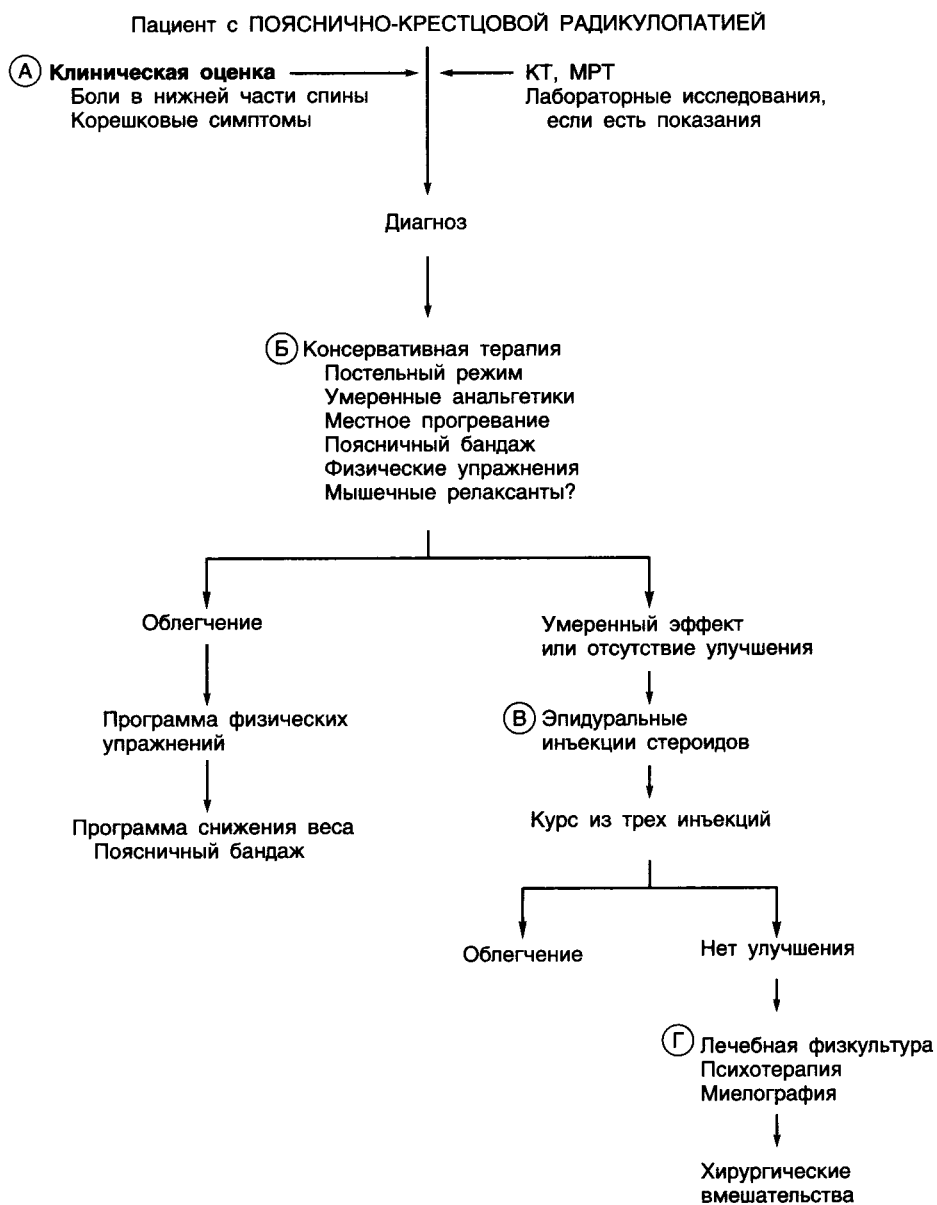 Пациент с ПОЯСНИЧНО-КРЕСТЦОВОЙ РАДИКУЛОПАТИЕЙ
А Клиническая оценка
Боли в нижней части спины
Корешковые симптомы
КТ, МРТ
Лабораторные исследования,
если есть показания
Диагноз
Б Консервативная терапия
Постельный режим
Умеренные анальгетики
Местное прогревание
Поясничный бандаж
Физические упражнения
Мышечные релаксанты?
Облегчение
Программа физических
упражнений
Программа снижения веса
Поясничный бандаж
Умеренный эффект
или отсутствие улучшения
В Эпидуральные
инъекции стероидов
Курс из трех инъекций
Облегчение
Нет улучшения
Г Лечебная физкультура
Психотерапия
Миелография
Хирургические
вмешательства